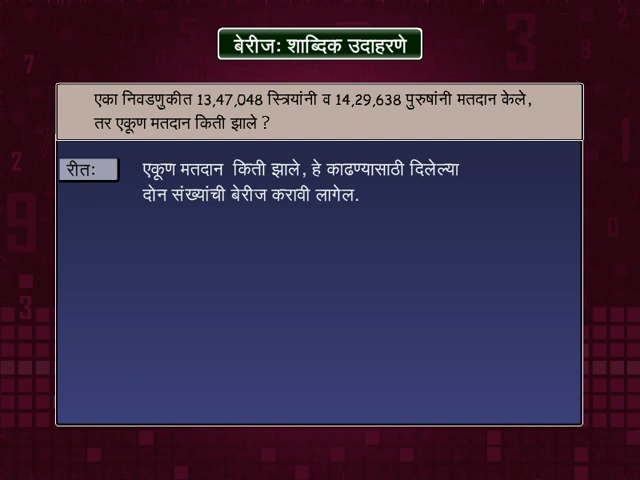 बेरीज: शाब्दिक उदाहरणे
एका निवडणुकीत 13,47,048 स्त्रियांनी व 14,29,638 पुरुषांनी मतदान केले,
तर एकूण मतदान किती झाले ?
रीत: एकूण मतदान किती झाले, हे काढण्यासाठी दिलेल्या
दोन संख्यांची बेरीज करावी लागेल.